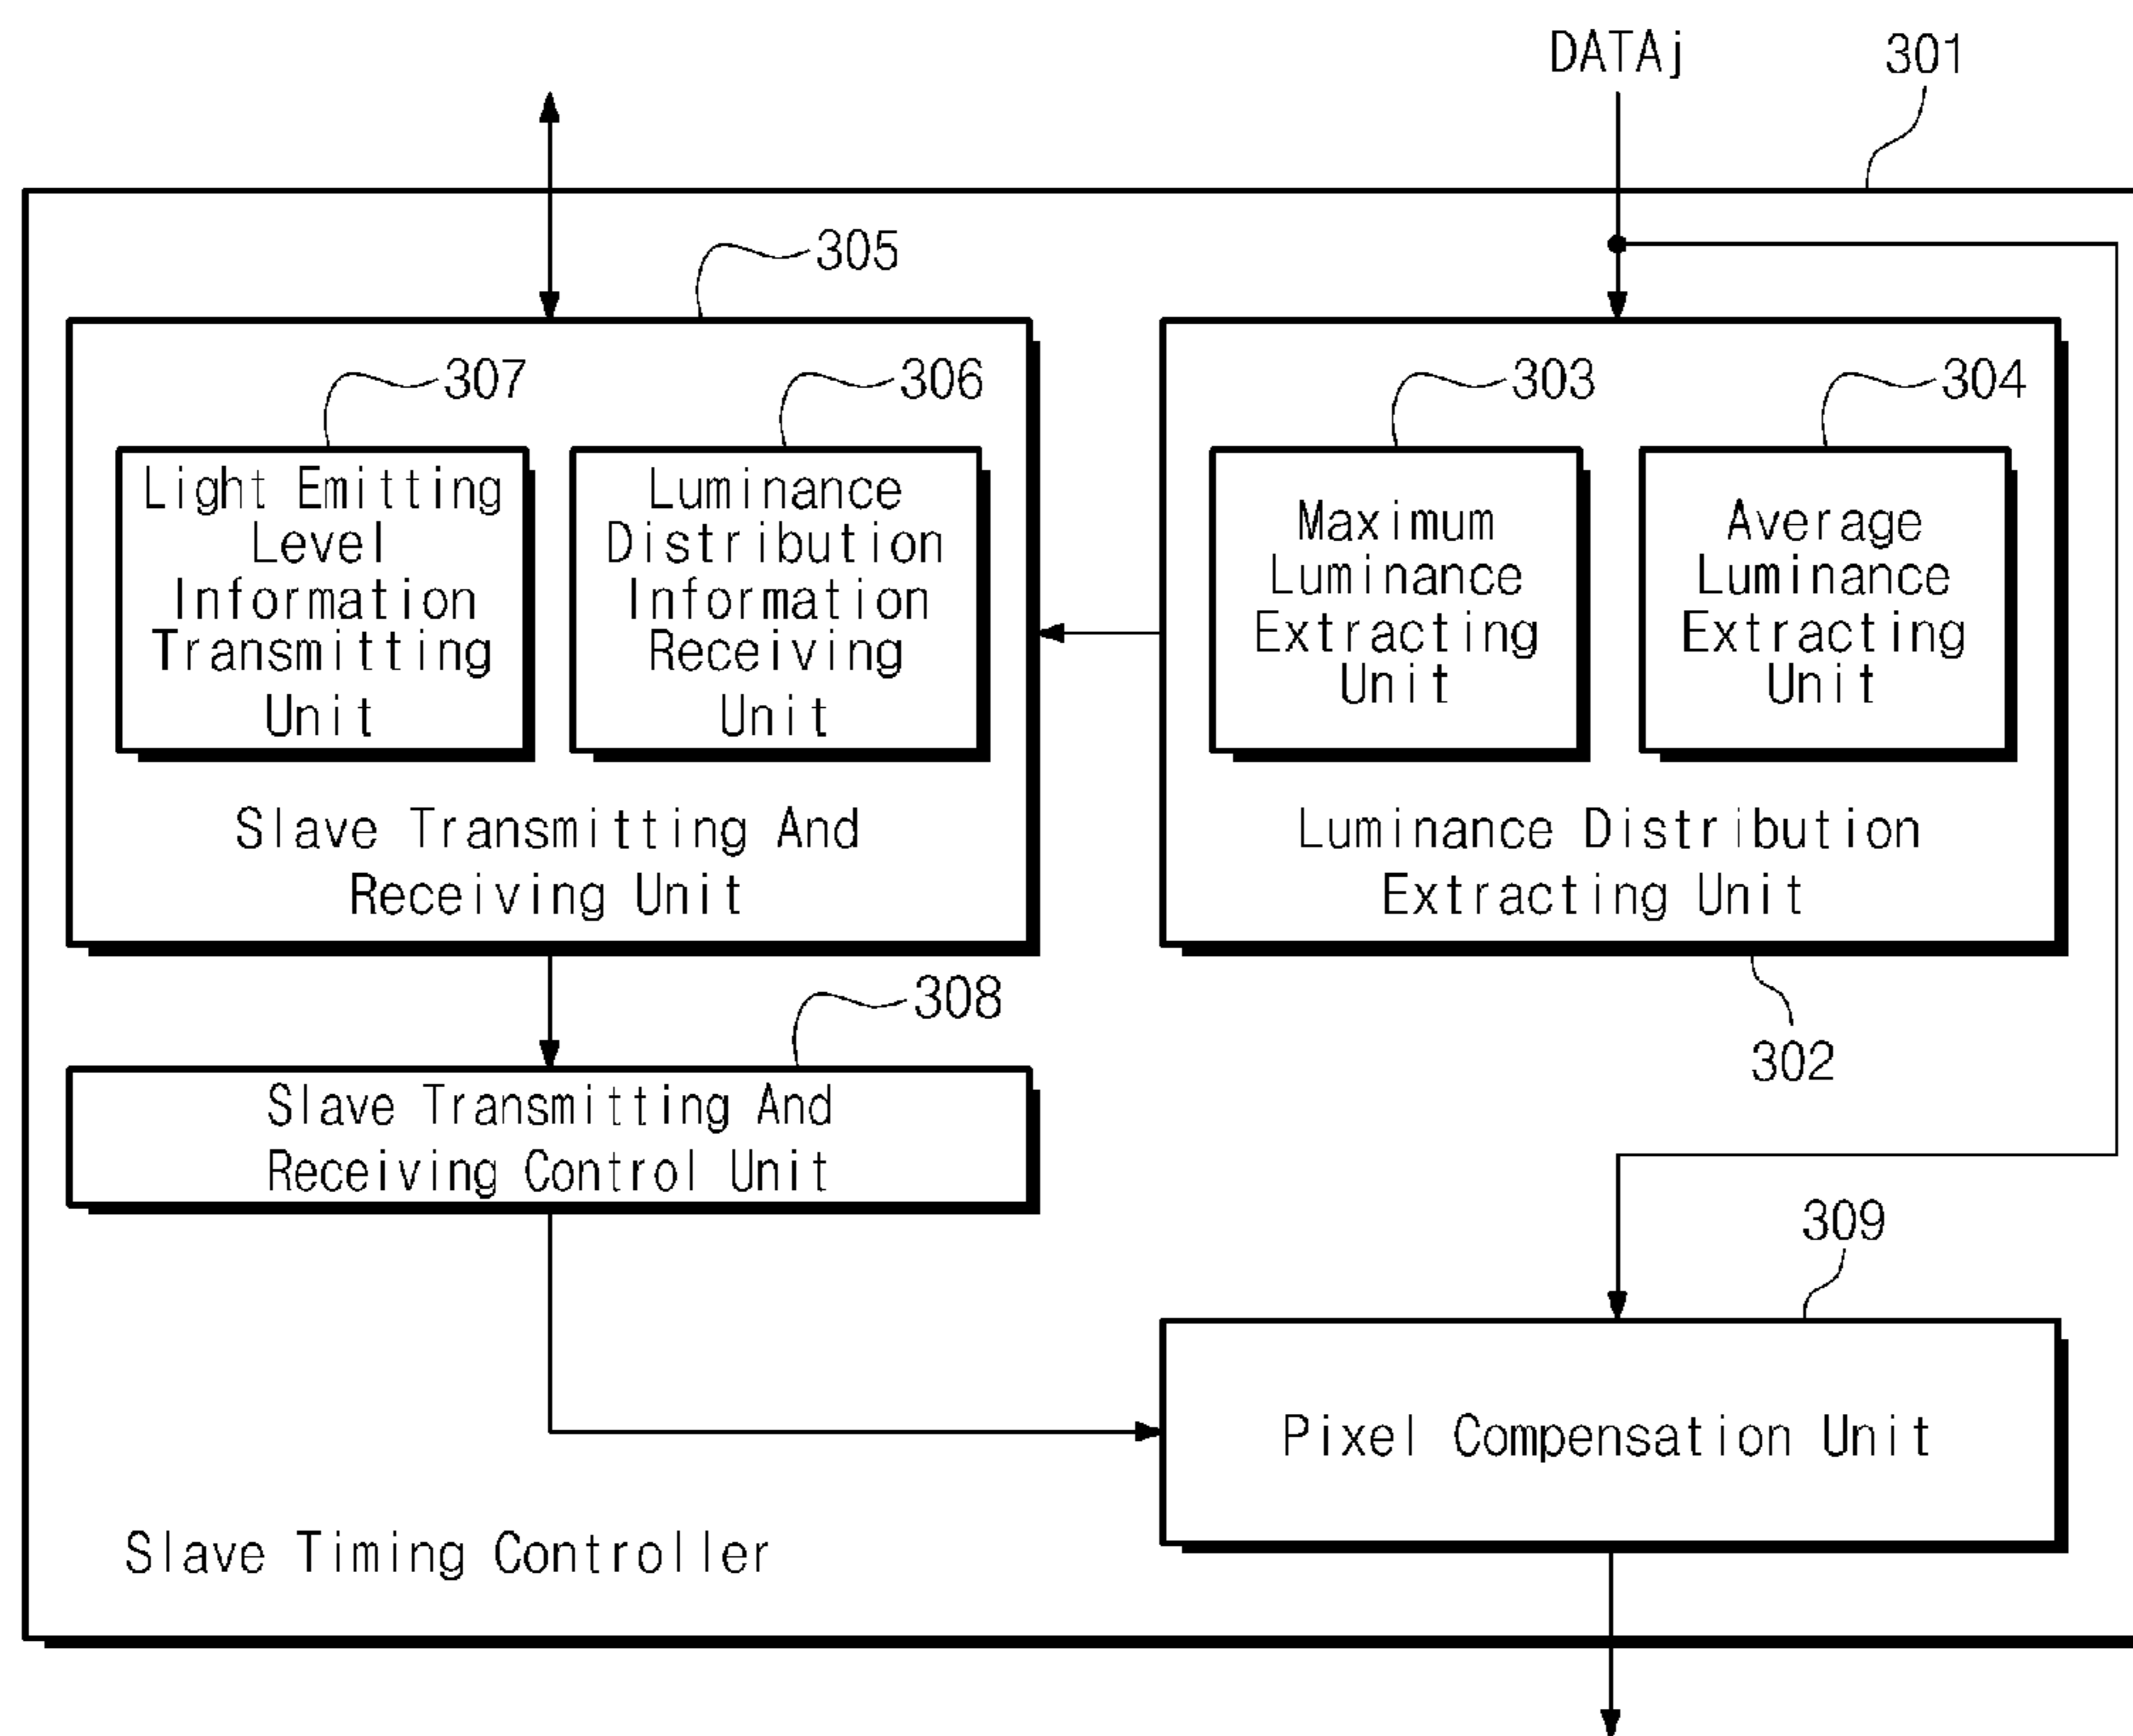 DATAj
301
305
307
306
303
304
Light Emitting
Level
Information
Transmitting
Unit
Luminance
Distribution
Information
Receiving
Unit
Maximum
Luminance
Extracting
Unit
Average
Luminance
Extracting
Unit
Slave Transmitting And
Receiving Unit
Luminance Distribution
Extracting Unit
308
302
Slave Transmitting And
Receiving Control Unit
309
Pixel Compensation Unit
Slave Timing Controller